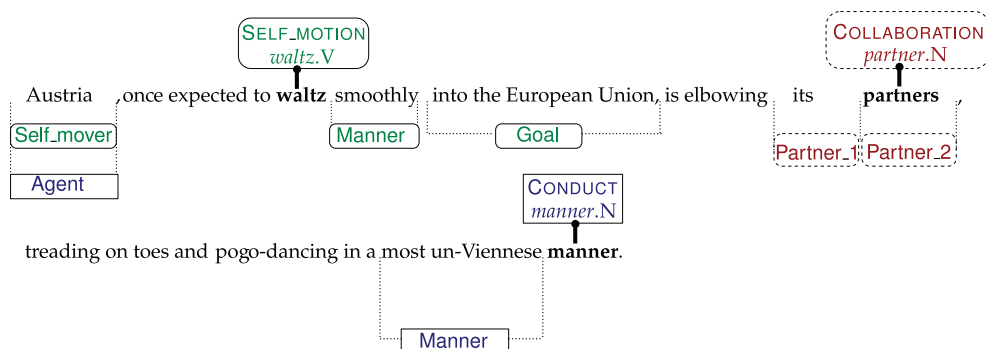 SELF_MOTION COLLABORATION
waltz.V partner.N
Austria , once expected to waltz smoothly into the European Union, is elbowing its partners ,
Self_mover Manner Goal Partner_1 Partner_2
Agent CONDUCT
manner.N
treading on toes and pogo-dancing in a most un-Viennese manner.
Manner